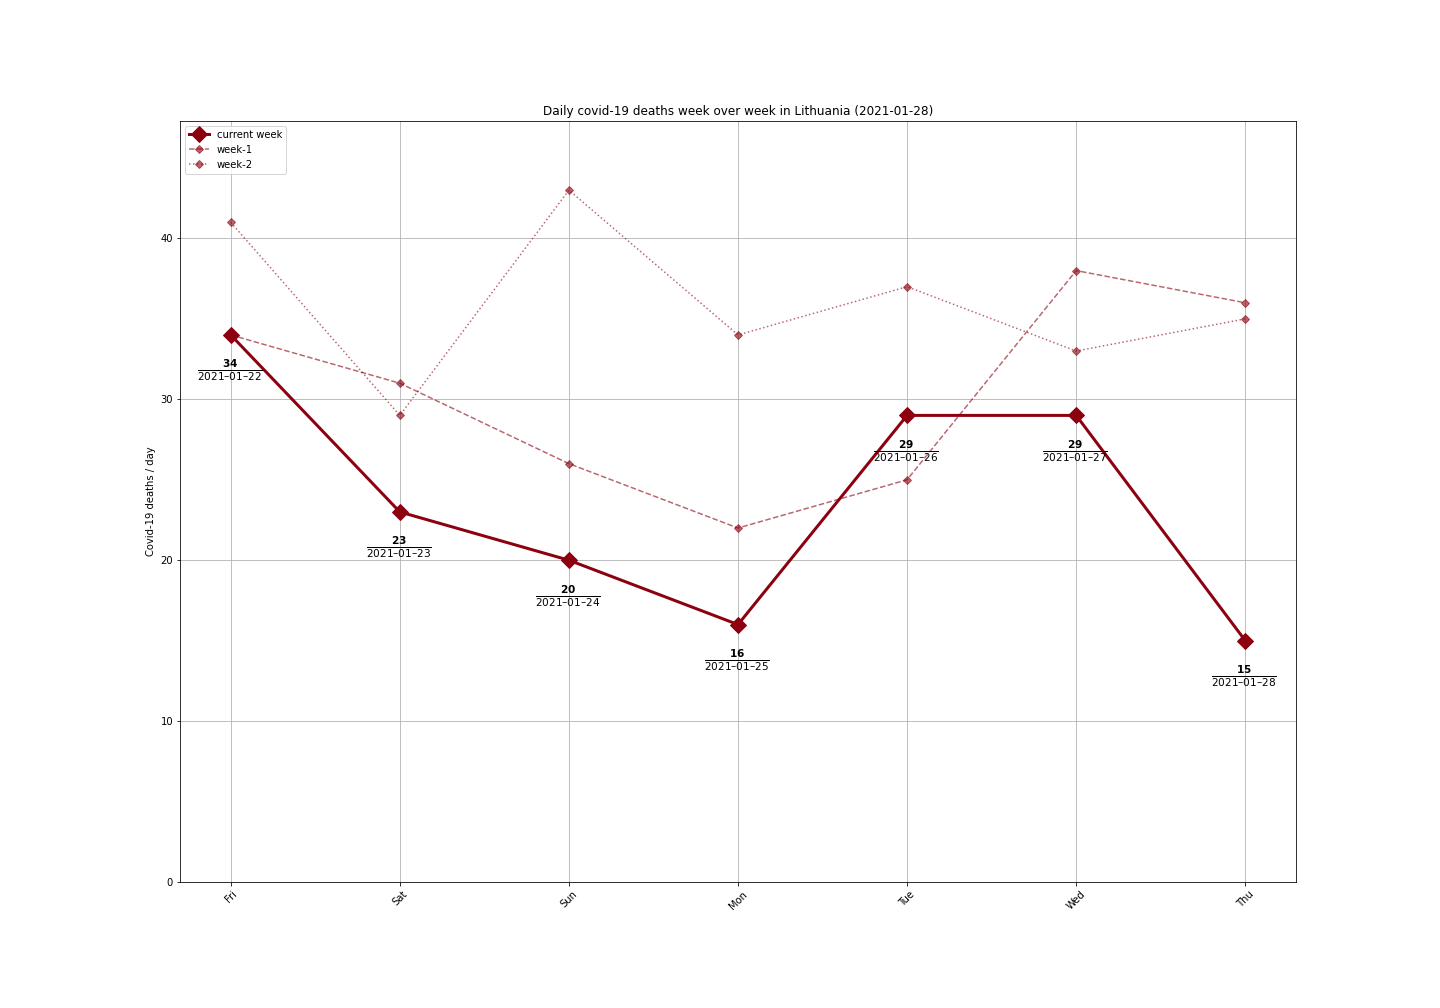 Daily covid-19 deaths week over week in Lithuania (2021-01-28)
current week
week-1
week-2
Covid-19 deaths / day
40
30
20
10
0
34
2021–01–22
23
2021–01–23
20
2021–01–24
16
2021–01–25
29
2021–01–26
29
2021–01–27
15
2021–01–28
Fri
Sat
Sun
Mon
Tue
Wed
Thu